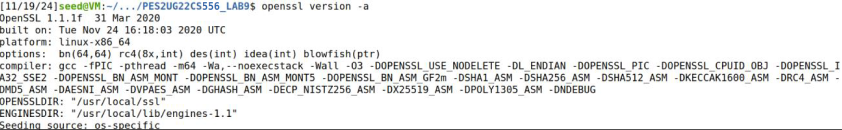 [11/19/24]seed@VM:~/.../PES2UG22CS556_LAB9$ openssl version -a
OpenSSL 1.1.1f  31 Mar 2020
built on: Tue Nov 24 16:18:03 2020 UTC
platform: linux-x86_64
options:  bn(64,64) rc4(8x,int) des(int) idea(int) blowfish(ptr)
compiler: gcc -fPIC -pthread -m64 -Wa,--noexecstack -Wall -O3 -DOPENSSL_USE_NODELETE -DL_ENDIAN -DOPENSSL_PIC -DOPENSSL_CPUID_OBJ -DOPENSSL_I
A32_SSE2 -DOPENSSL_BN_ASM_MONT -DOPENSSL_BN_ASM_MONT5 -DOPENSSL_BN_ASM_GF2m -DSHA1_ASM -DSHA256_ASM -DSHA512_ASM -DKECCAK1600_ASM -DRC4_ASM -
DMD5_ASM -DAESNI_ASM -DVPAES_ASM -DGHASH_ASM -DECP_NISTZ256_ASM -DX25519_ASM -DPOLY1305_ASM -DNDEBUG
OPENSSLDIR: "/usr/local/ssl"
ENGINESDIR: "/usr/local/lib/engines-1.1"
Seeding source: os-specific